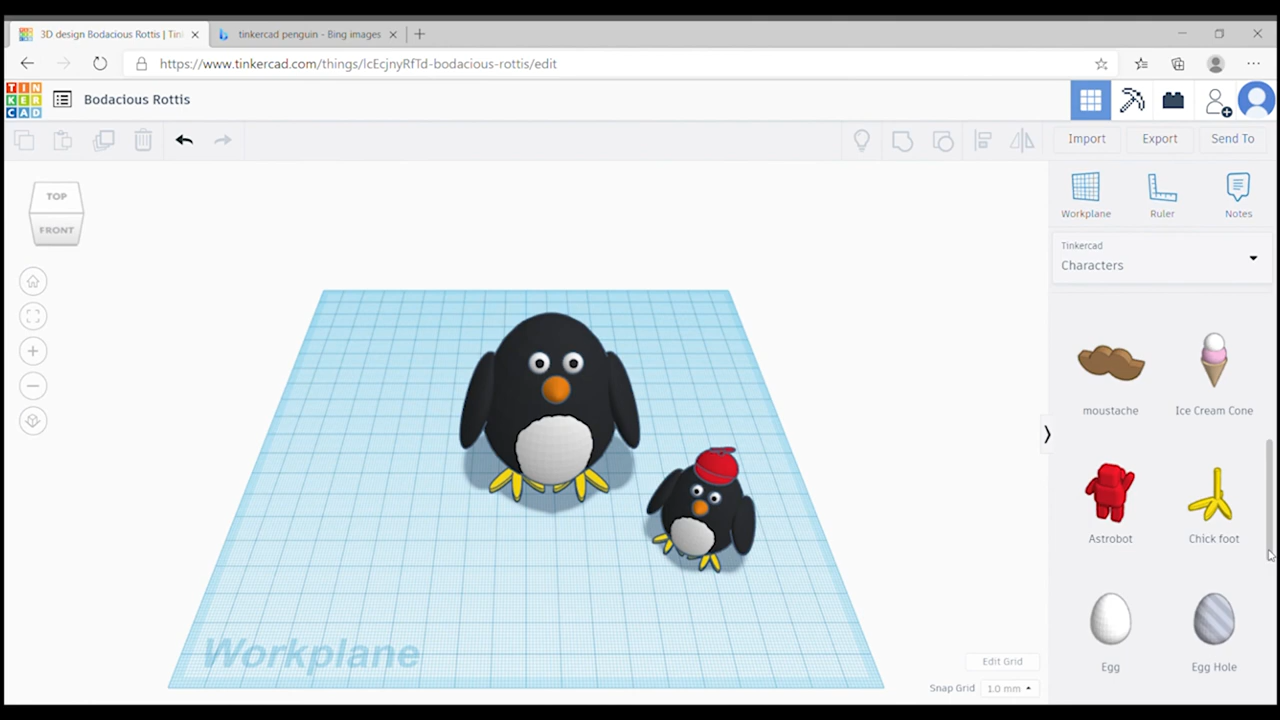 3D design Bodacious Rottis | Tin
tinkercad penguin - Bing images
https://www.tinkercad.com/things/lcEcjnyRfTd-bodacious-rottis/edit
TIN
KER
CAD
Bodacious Rottis
Import
Export
Send To
TOP
FRONT
Workplane
Ruler
Notes
Tinkercad
Characters
moustache
Ice Cream Cone
Astrobot
Chick foot
Egg
Egg Hole
Workplane
Edit Grid
Snap Grid
1.0 mm